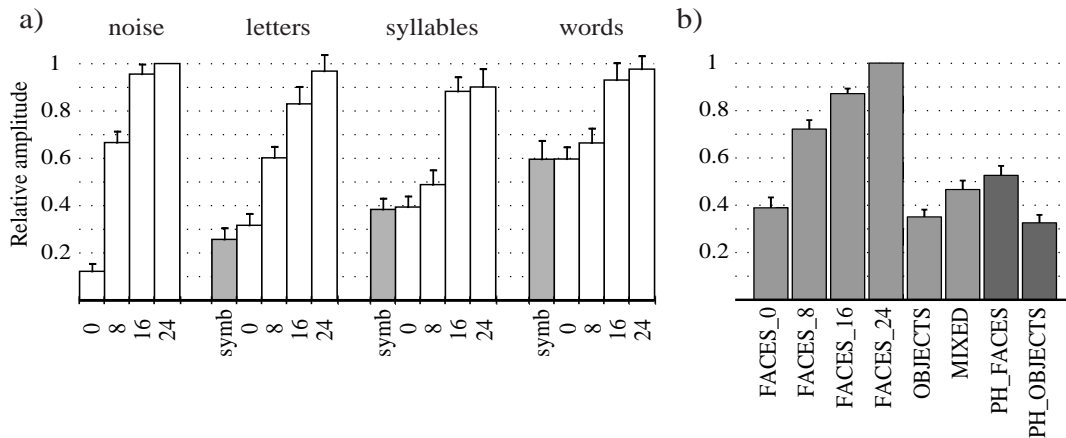 a)
noise
letters
syllables
words
Relative amplitude
1
0.8
0.6
0.4
0.2
0
8
16
24
symb
0
8
16
24
symb
0
8
16
24
symb
0
8
16
24
b)
1
0.8
0.6
0.4
0.2
FACES_0
FACES_8
FACES_16
FACES_24
OBJECTS
MIXED
PH_FACES
PH_OBJECTS